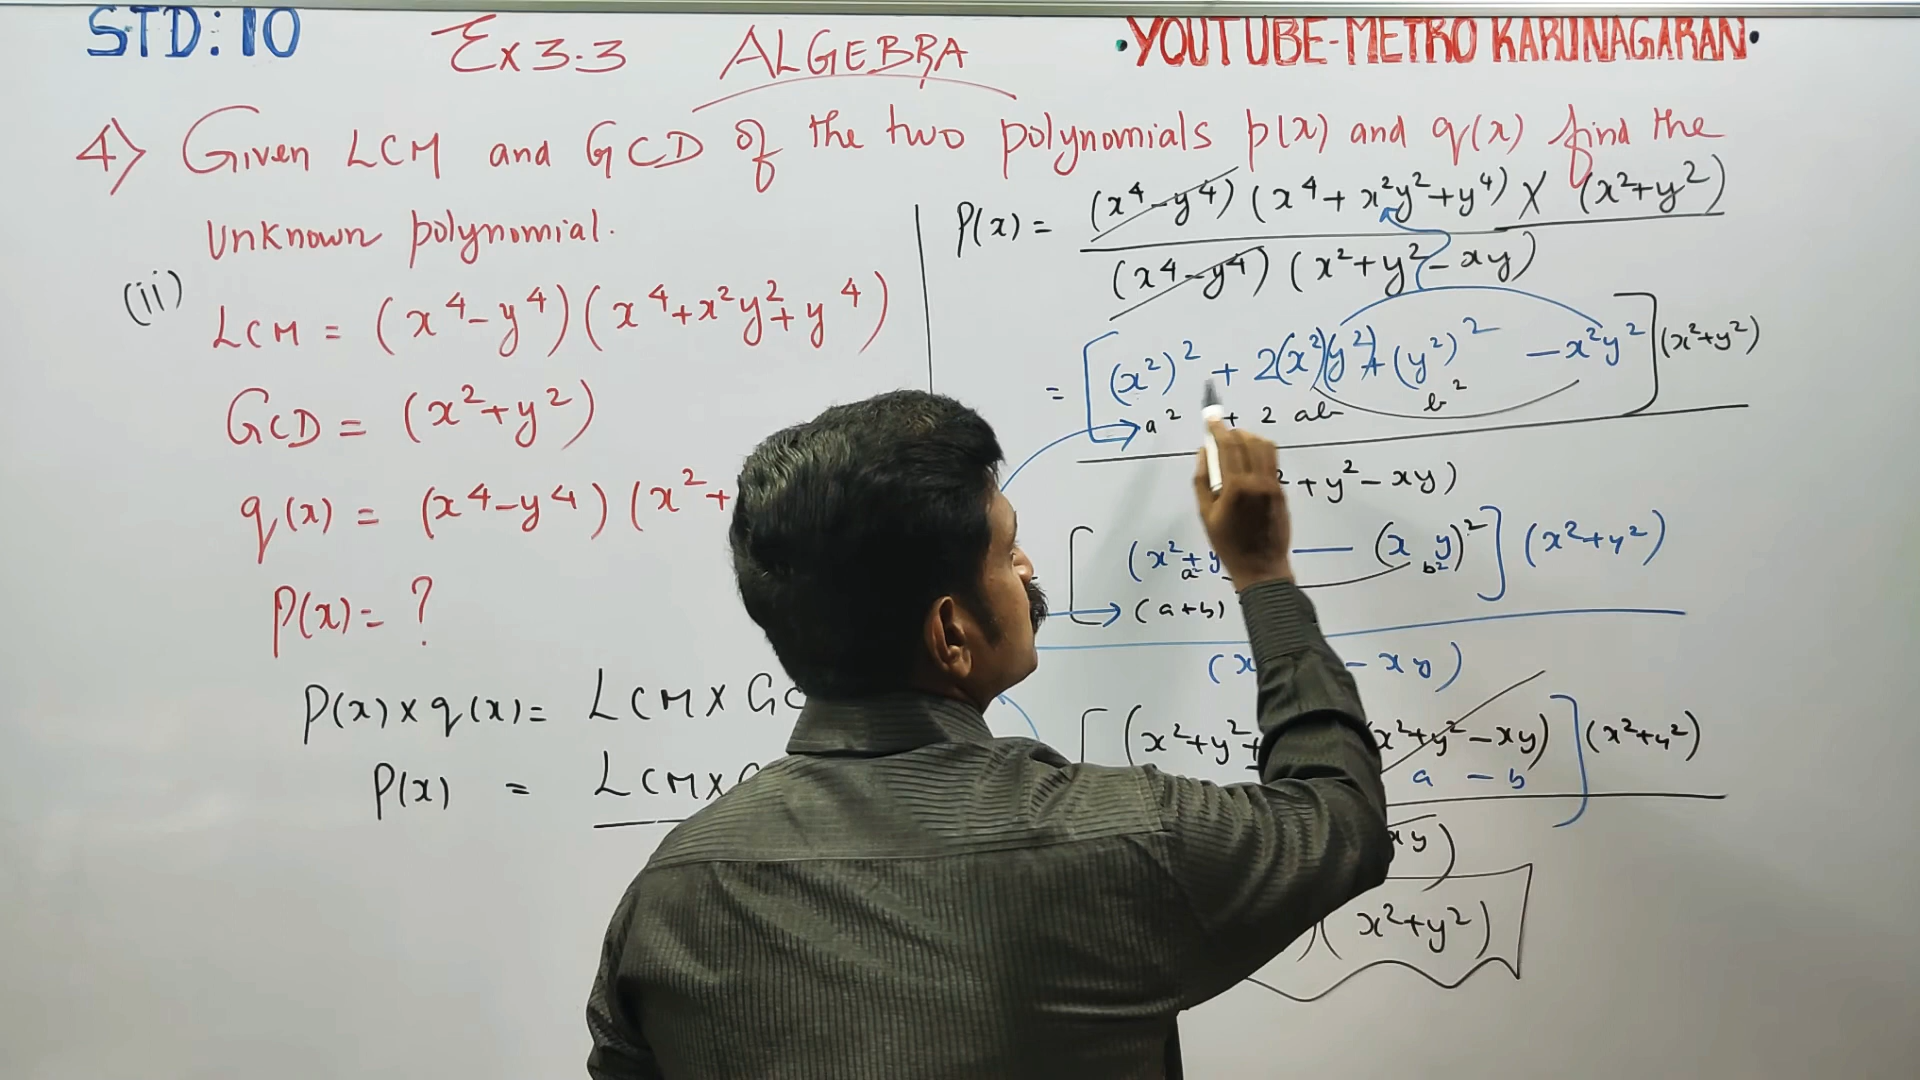 STD: 10 Ex 3.3 ALGEBRA •YOUTUBE-METRO KARUNAGARAN•
4) Given LCM and GCD of the two polynomials p(x) and q(x) find the
unknown polynomial.
(ii)
LCM = (x⁴-y⁴)(x⁴+x²y²+y⁴)
GCD = (x²+y²)
q(x) = (x⁴-y⁴)(x²+
P(x) = ?
P(x) x q(x) = LCM X GC
P(x) = LCM X
P(x) = (x⁴-y⁴)(x⁴+x²y²+y⁴) X (x²+y²)
(x⁴-y⁴)(x²+y²-xy)
= [(x²)² + 2(x²)(y²)+(y²)² - x²y²](x²+y²)
a² + 2 ab b²
² + y² - xy)
[(x²+y — (x y)²](x²+y²)
a² b²
(a+b)
(x - xy)
[(x²+y²+ x²+y²-xy)](x²+y²)
a - b
xy)
)(x²+y²)